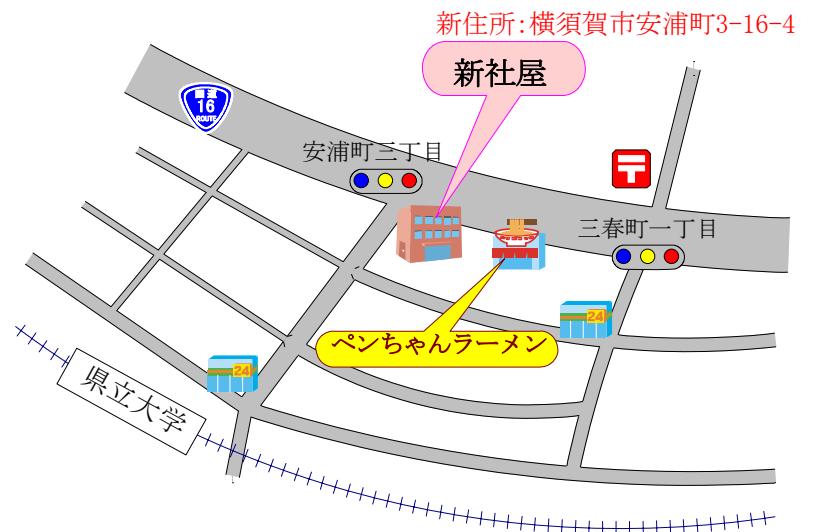 新住所:横須賀市安浦町3-16-4
新社屋
国道
16
ROUTE
安浦町三丁目
〒
三春町一丁目
24
ペンちゃんラーメン
24
県立大学